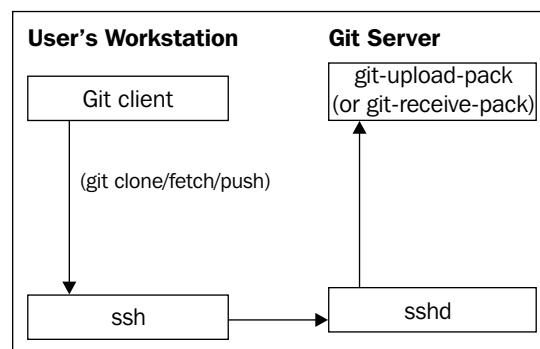 User's Workstation
Git Server
Git client
git-upload-pack
(or git-receive-pack)
(git clone/fetch/push)
ssh
sshd